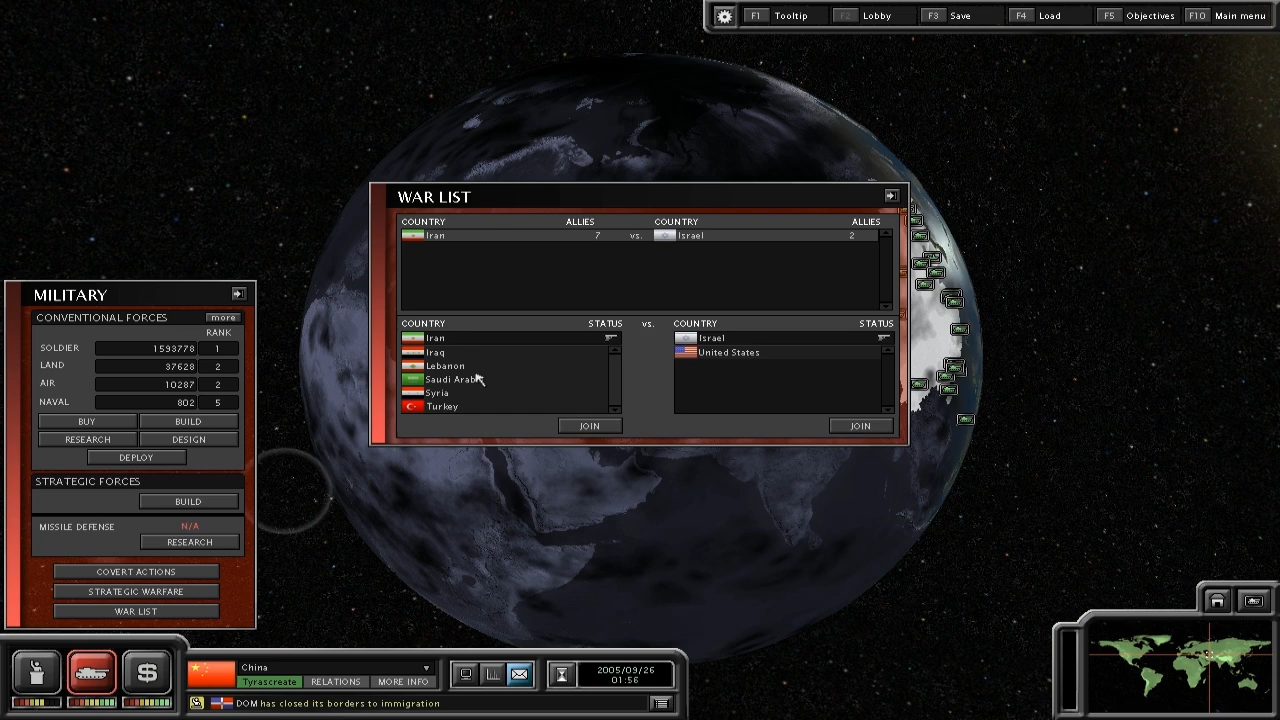 F1 Tooltip F2 Lobby F3 Save F4 Load F5 Objectives F10 Main menu
WAR LIST
COUNTRY ALLIES COUNTRY ALLIES
Iran 7 vs. Israel 2
COUNTRY STATUS vs. COUNTRY STATUS
Iran Israel
Iraq United States
Lebanon
Saudi Arab
Syria
Turkey
JOIN JOIN
MILITARY
CONVENTIONAL FORCES more
RANK
SOLDIER 1593778 1
LAND 37628 2
AIR 10287 2
NAVAL 802 5
BUY BUILD
RESEARCH DESIGN
DEPLOY
STRATEGIC FORCES
BUILD
MISSILE DEFENSE N/A
RESEARCH
COVERT ACTIONS
STRATEGIC WARFARE
WAR LIST
China
Tyrascreate RELATIONS MORE INFO
2005/09/26
01:56
DOM has closed its borders to immigration